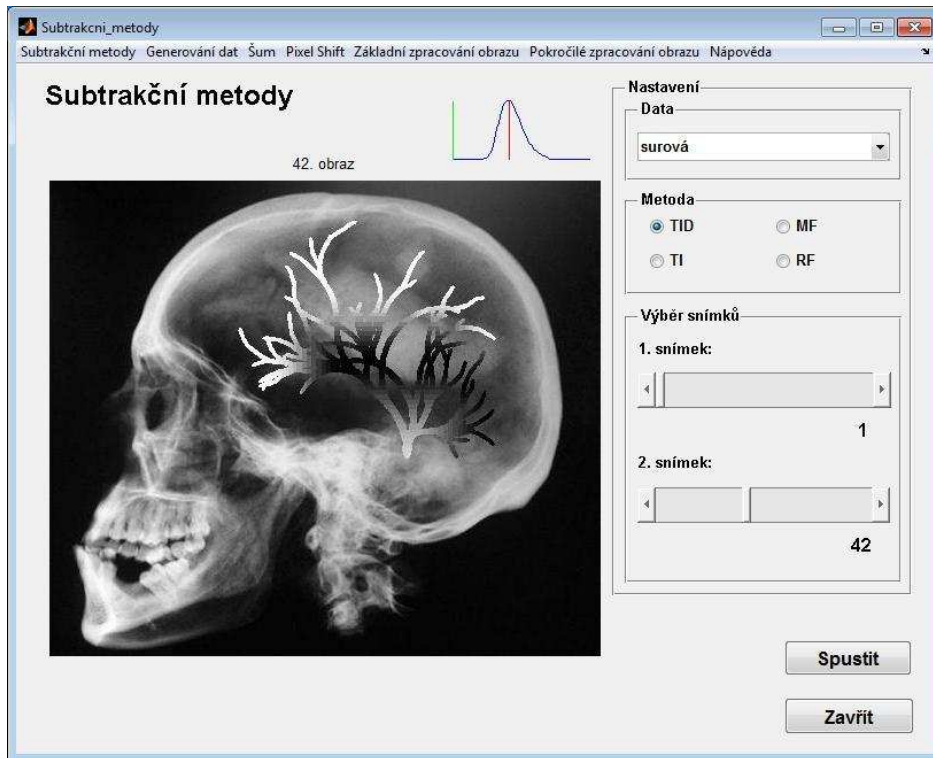 Subtrakcni_metody
Subtrakční metody Generování dat Šum Pixel Shift Základní zpracování obrazu Pokročilé zpracování obrazu Nápověda
Subtrakční metody
42. obraz
Nastavení
Data
surová
Metoda
TID MF
TI RF
Výběr snímků
1. snímek:
1
2. snímek:
42
Spustit
Zavřít